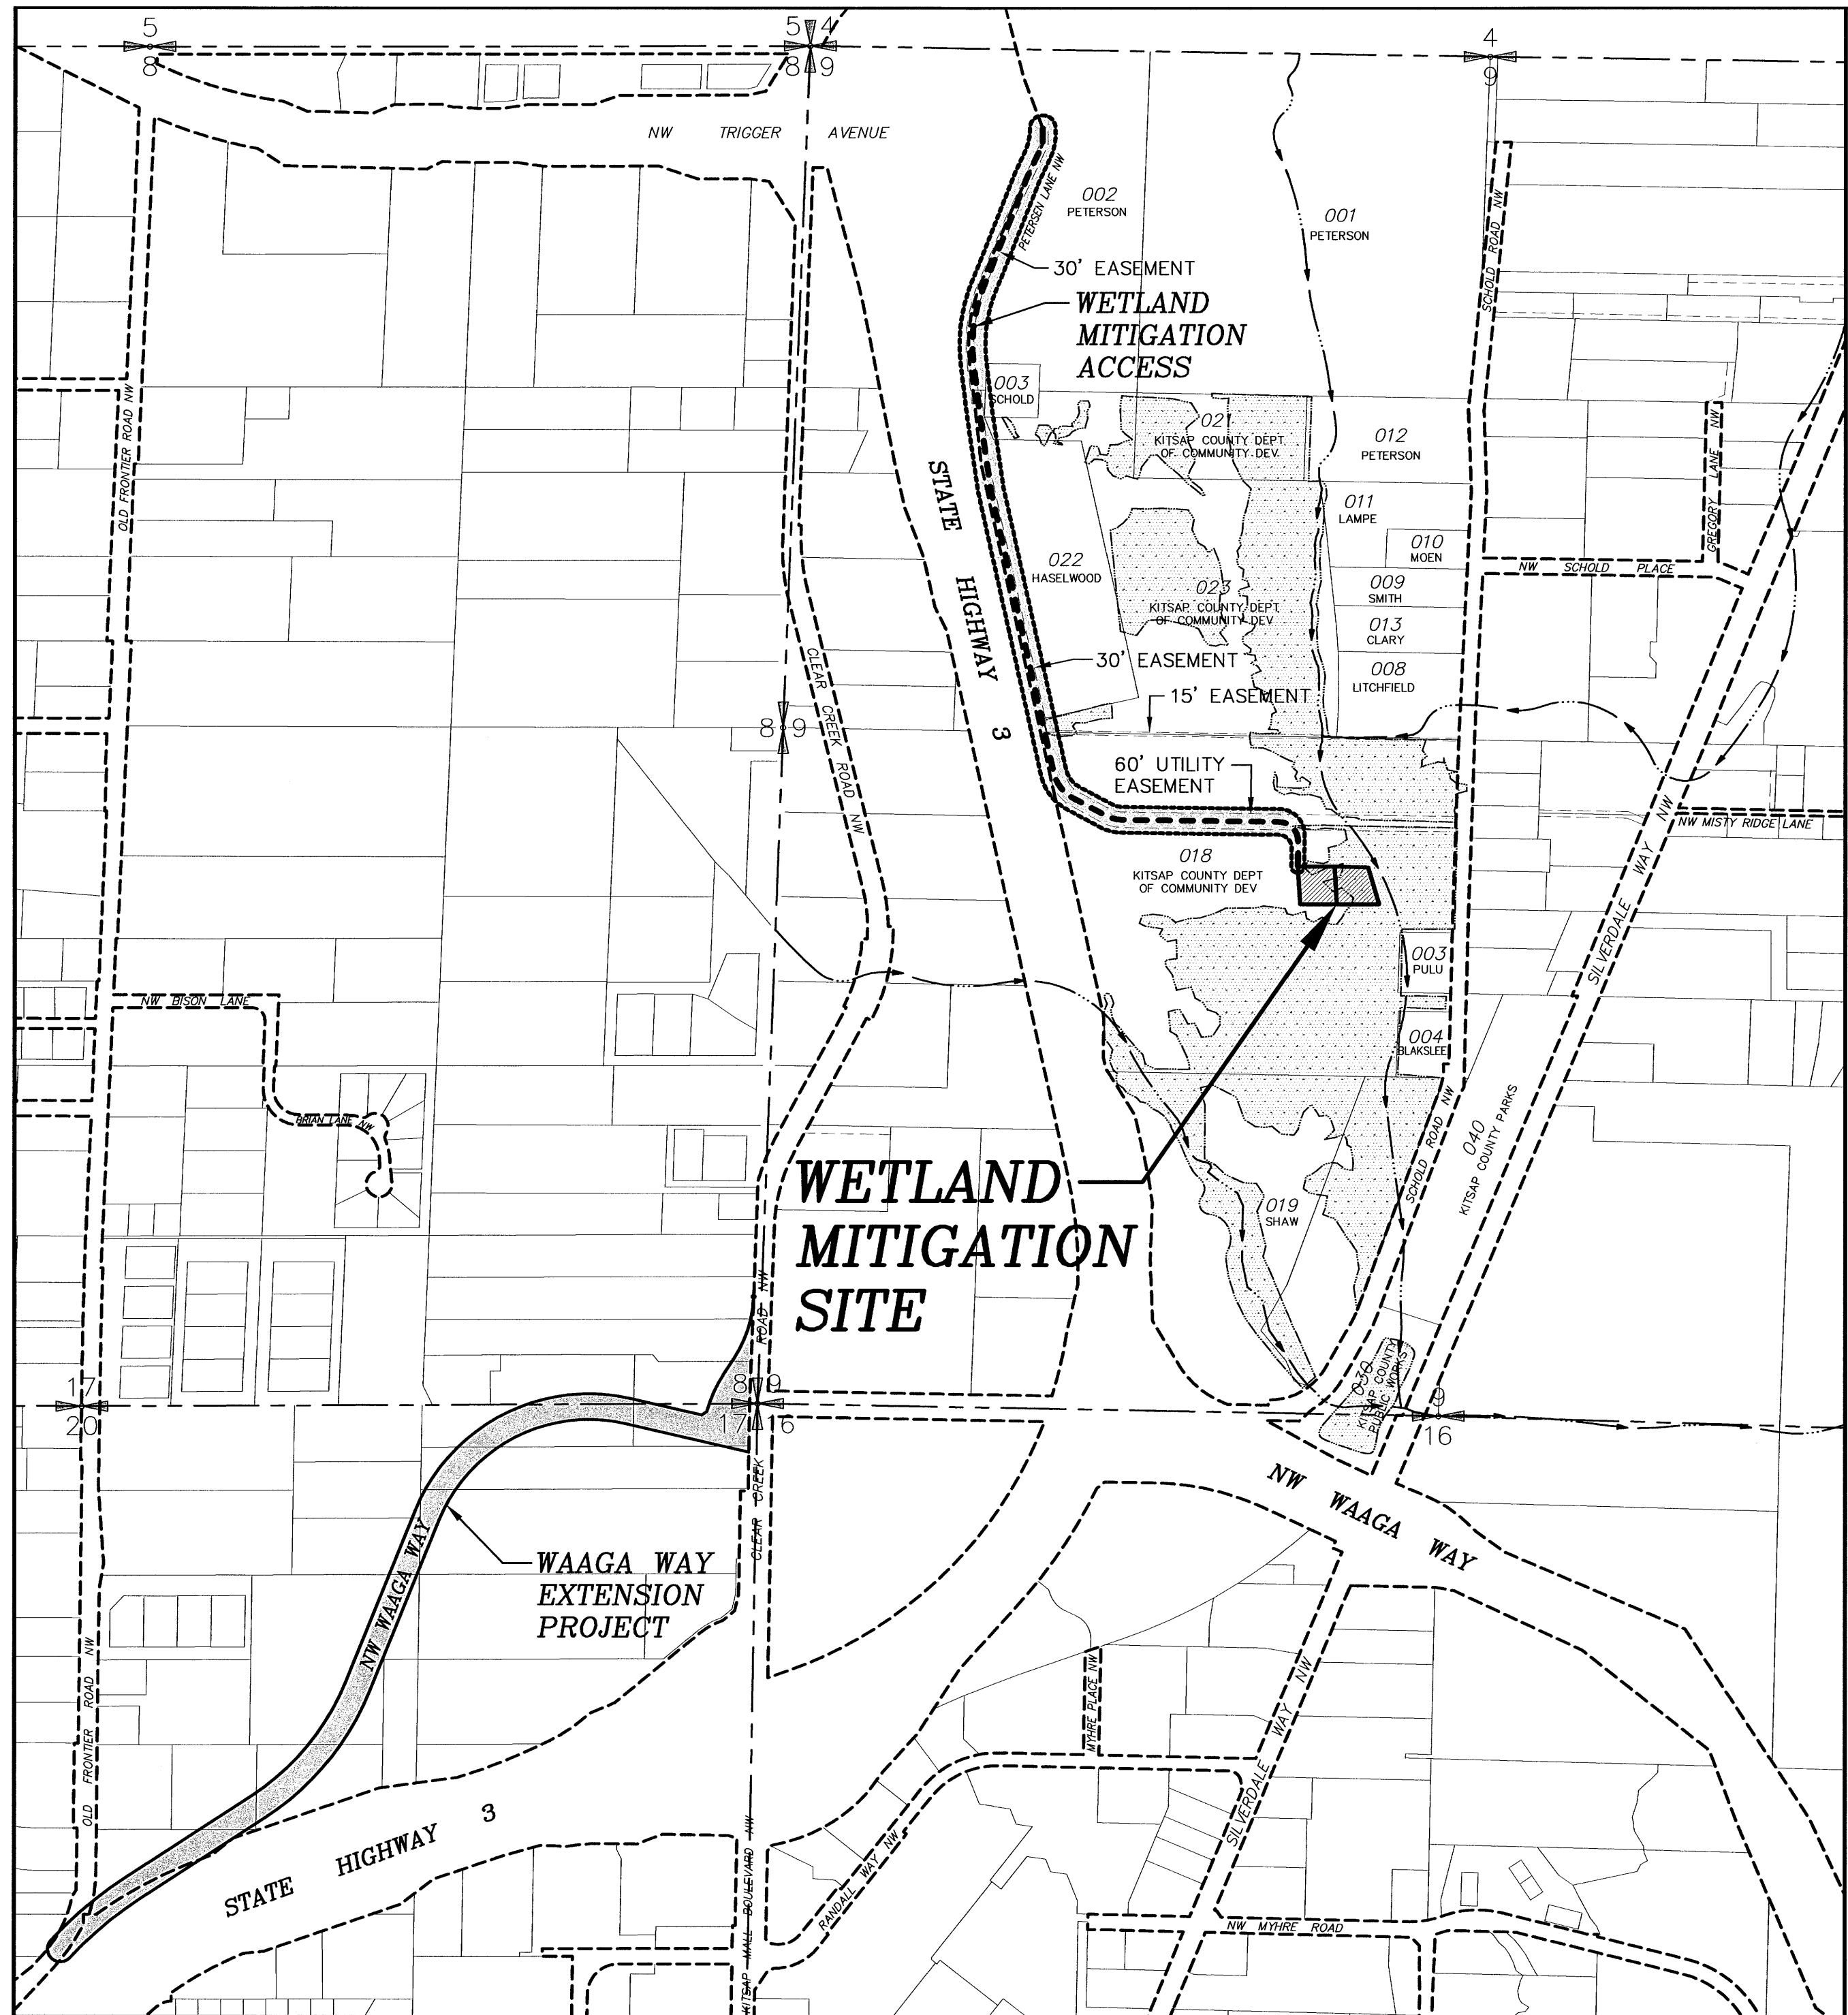 5
8
5 4
8 9
4
9
NW TRIGGER AVENUE
PETERSEN LANE NW
002
PETERSON
001
PETERSON
SCHOLD ROAD NW
30' EASEMENT
WETLAND
MITIGATION
ACCESS
003
SCHOLD
021
KITSAP COUNTY DEPT.
OF COMMUNITY DEV.
012
PETERSON
OLD FRONTIER ROAD NW
GREGORY LANE NW
STATE HIGHWAY 3
011
LAMPE
010
MOEN
022
HASELWOOD
NW SCHOLD PLACE
009
SMITH
023
KITSAP COUNTY DEPT
OF COMMUNITY DEV
013
CLARY
CLEAR CREEK ROAD NW
30' EASEMENT
008
LITCHFIELD
15' EASEMENT
8 9
60' UTILITY
EASEMENT
NW MISTY RIDGE LANE
018
KITSAP COUNTY DEPT
OF COMMUNITY DEV
SILVERDALE WAY NW
003
PULU
NW BISON LANE
004
BLAKSLEE
BRIAN LANE NW
SCHOLD ROAD NW
040
KITSAP COUNTY PARKS
WETLAND
MITIGATION
SITE
019
SHAW
030
KITSAP COUNTY
PUBLIC WORKS
17
20
8 9
17 16
9
16
CLEAR CREEK ROAD NW
NW WAAGA WAY
NW WAAGA WAY
WAAGA WAY
EXTENSION
PROJECT
OLD FRONTIER ROAD NW
MYHRE PLACE NW
SILVERDALE WAY NW
STATE HIGHWAY 3
KITSAP MALL BOULEVARD NW
RANDALL WAY NW
NW MYHRE ROAD